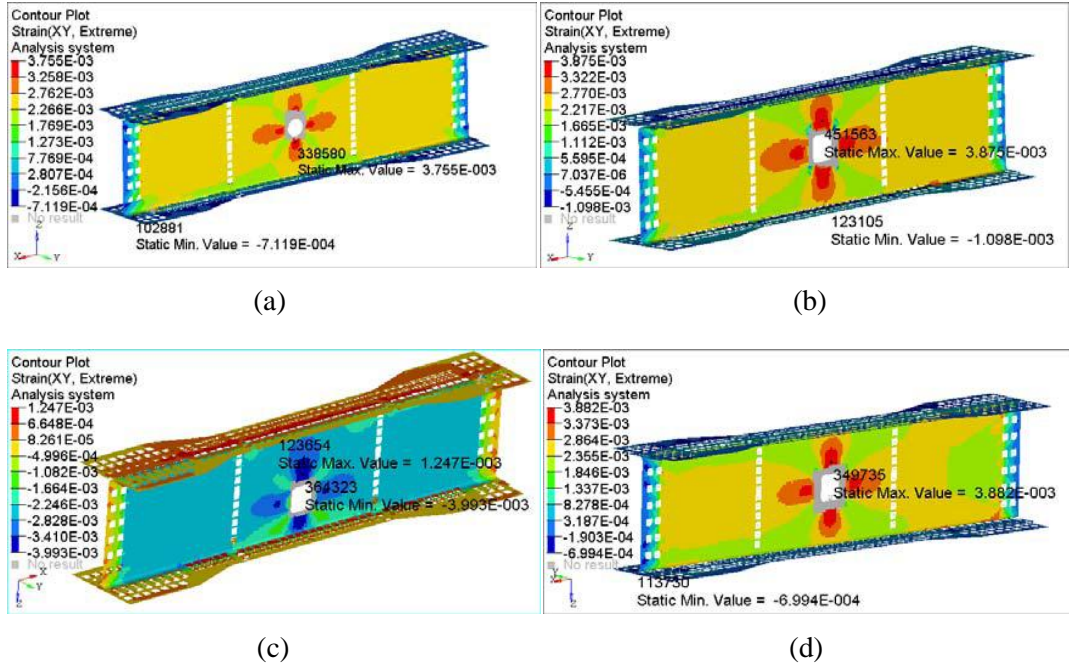 Contour Plot
Strain(XY, Extreme)
Analysis system
3.755E-03
3.258E-03
2.762E-03
2.266E-03
1.769E-03
1.273E-03
7.769E-04
2.807E-04
-2.156E-04
-7.119E-04
No result
338580
Static Max. Value = 3.755E-003
102881
Static Min. Value = -7.119E-004
Z
X Y
(a)
Contour Plot
Strain(XY, Extreme)
Analysis system
3.875E-03
3.322E-03
2.770E-03
2.217E-03
1.665E-03
1.112E-03
5.595E-04
7.037E-06
-5.455E-04
-1.098E-03
No result
451563
Static Max. Value = 3.875E-003
123105
Static Min. Value = -1.098E-003
Z
X Y
(b)
Contour Plot
Strain(XY, Extreme)
Analysis system
1.247E-03
6.648E-04
8.261E-05
-4.996E-04
-1.082E-03
-1.664E-03
-2.246E-03
-2.828E-03
-3.410E-03
-3.993E-03
No result
123654
Static Max. Value = 1.247E-003
364323
Static Min. Value = -3.993E-003
X
Y
Z
(c)
Contour Plot
Strain(XY, Extreme)
Analysis system
3.882E-03
3.373E-03
2.864E-03
2.355E-03
1.846E-03
1.337E-03
8.278E-04
3.187E-04
-1.903E-04
-6.994E-04
No result
349735
Static Max. Value = 3.882E-003
113730
Static Min. Value = -6.994E-004
Y
X
Z
(d)